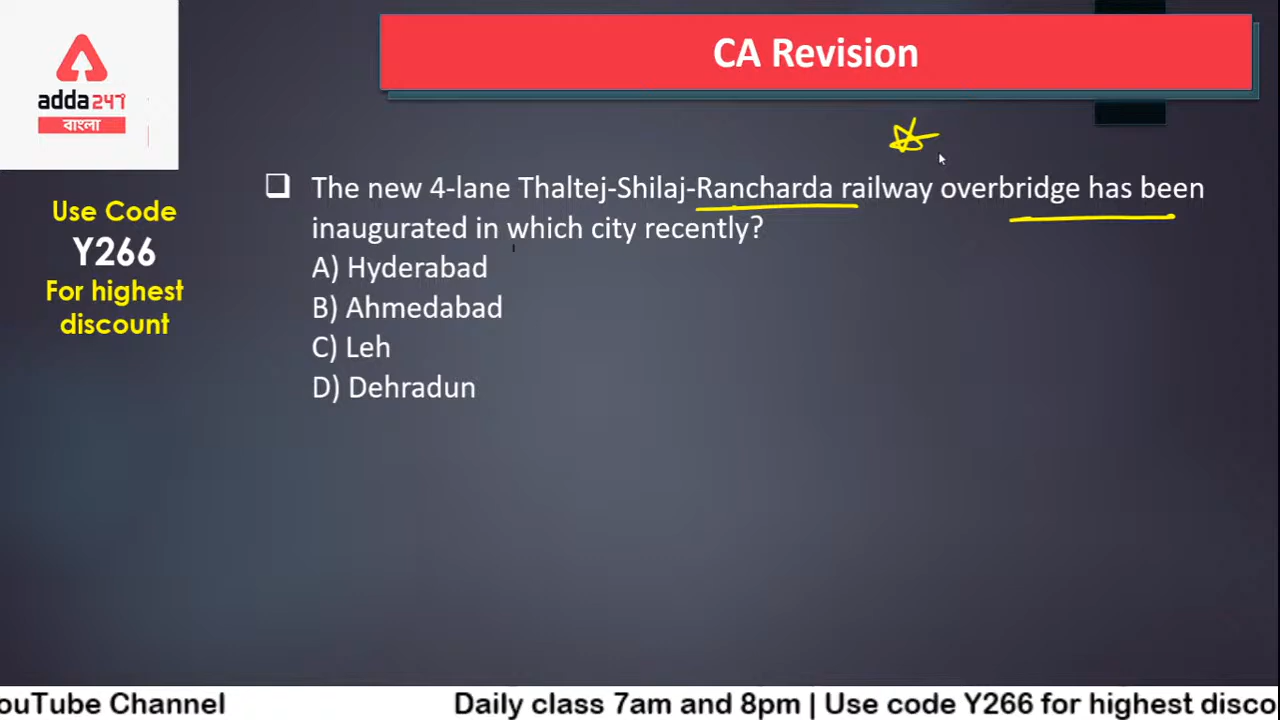 CA Revision
adda247
বাংলা
Use Code
Y266
For highest
discount
The new 4-lane Thaltej-Shilaj-Rancharda railway overbridge has been
inaugurated in which city recently?
A) Hyderabad
B) Ahmedabad
C) Leh
D) Dehradun
ouTube Channel
Daily class 7am and 8pm | Use code Y266 for highest disco